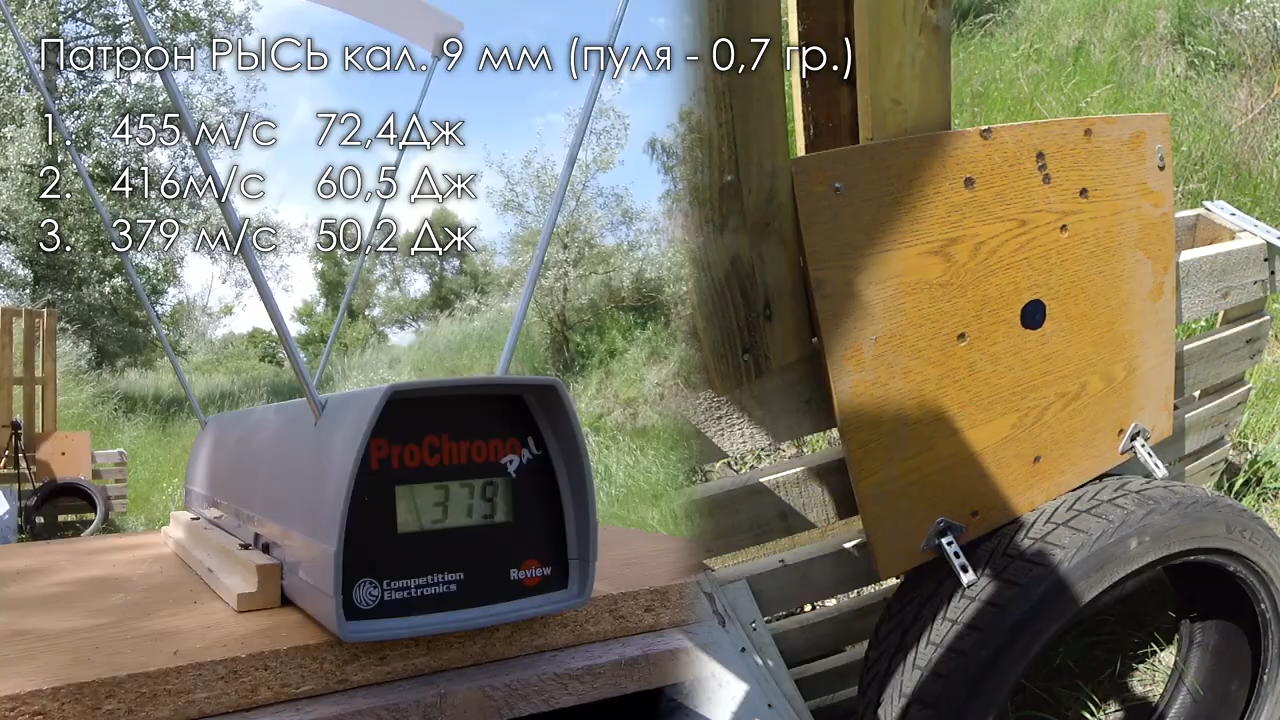 Патрон РЫСЬ кал. 9 мм (пуля - 0,7 гр.)
1. 455 м/с 72,4Дж
2. 416м/с 60,5 Дж
3. 379 м/с 50,2 Дж
ProChrono
Pal
379
Competition
Electronics
Review